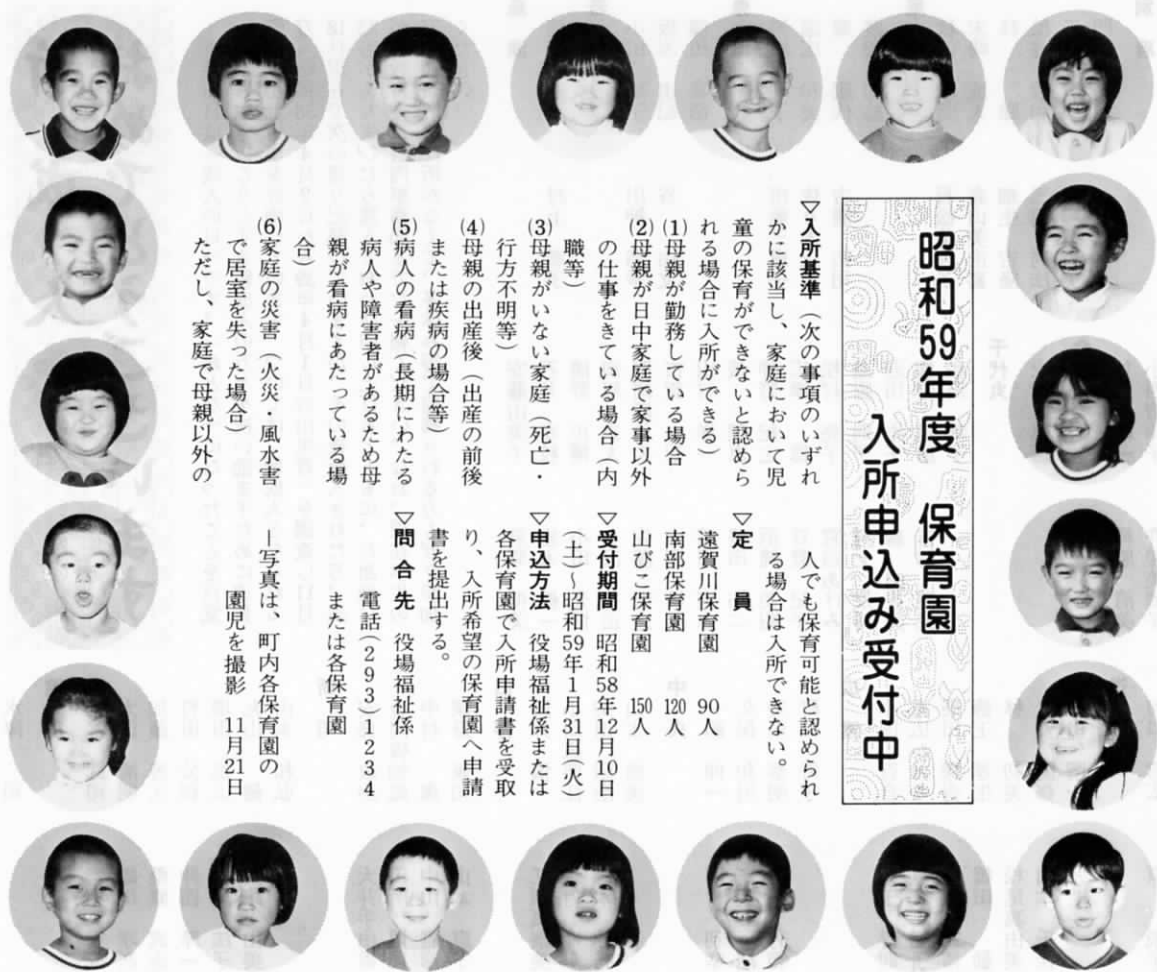 昭和59年度 保育園
入所申込み受付中
▽入所基準（次の事項のいずれ
かに該当し、家庭において児
童の保育ができないと認めら
れる場合に入所ができる）
(1)母親が勤務している場合
(2)母親が日中家庭で家事以外
の仕事をきている場合（内
職等）
(3)母親がいない家庭（死亡・
行方不明等）
(4)母親の出産後（出産の前後
または疾病の場合等）
(5)病人の看病（長期にわたる
病人や障害者があるため母
親が看病にあたっている場
合）
(6)家庭の災害（火災・風水害
で居室を失った場合）
ただし、家庭で母親以外の
人でも保育可能と認められ
る場合は入所できない。
▽定 員
遠賀川保育園 90人
南部保育園 120人
山びこ保育園 150人
▽受付期間 昭和58年12月10日
（土）～昭和59年1月31日（火）
▽申込方法 役場福祉係または
各保育園で入所申請書を受取
り、入所希望の保育園へ申請
書を提出する。
▽問合先 役場福祉係
電話（293）1234
または各保育園
―写真は、町内各保育園の
園児を撮影 11月21日